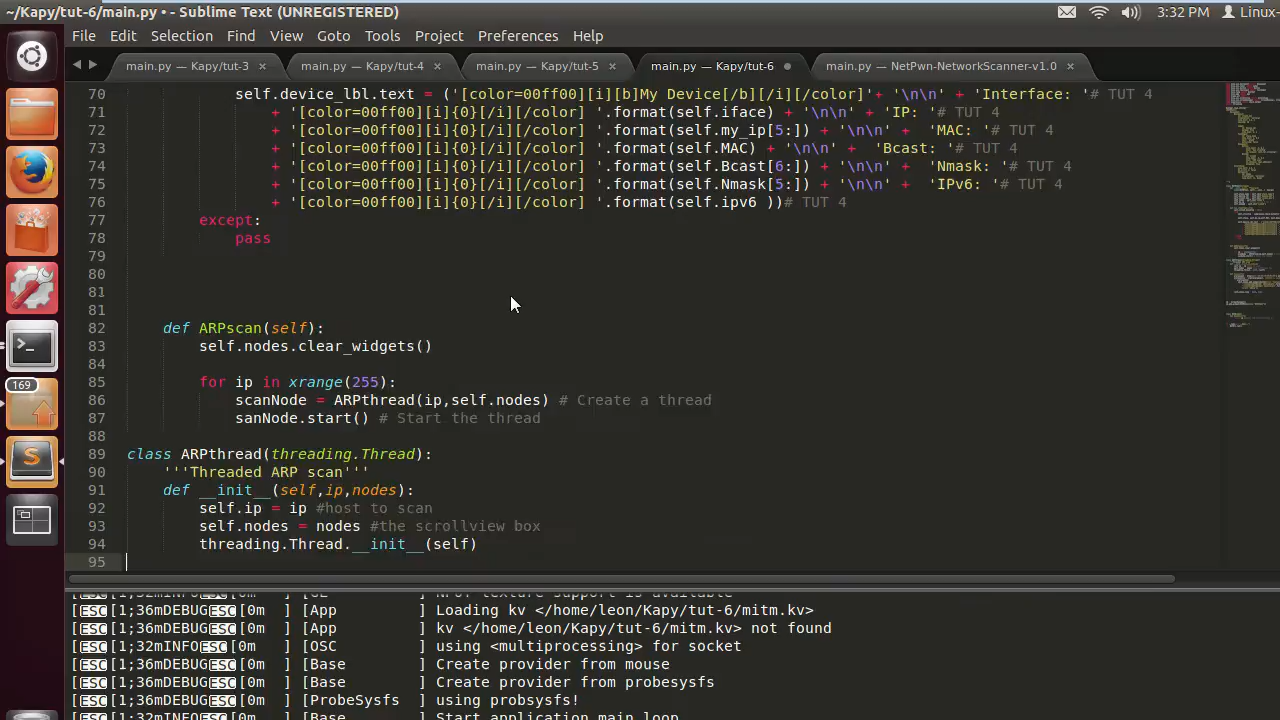 ~/Kapy/tut-6/main.py • - Sublime Text (UNREGISTERED)
3:32 PM
Linux-
File Edit Selection Find View Goto Tools Project Preferences Help
main.py — Kapy/tut-3 × main.py — Kapy/tut-4 × main.py — Kapy/tut-5 × main.py — Kapy/tut-6 main.py — NetPwn-NetworkScanner-v1.0 ×
70 self.device_lbl.text = ('[color=00ff00][i][b]My Device[/b][/i][/color]'+ '\n\n' + 'Interface: '# TUT 4
71 + '[color=00ff00][i]{0}[/i][/color] '.format(self.iface) + '\n\n' + 'IP: '# TUT 4
72 + '[color=00ff00][i]{0}[/i][/color] '.format(self.my_ip[5:]) + '\n\n' + 'MAC: '# TUT 4
73 + '[color=00ff00][i]{0}[/i][/color] '.format(self.MAC) + '\n\n' + 'Bcast: '# TUT 4
74 + '[color=00ff00][i]{0}[/i][/color] '.format(self.Bcast[6:]) + '\n\n' + 'Nmask: '# TUT 4
75 + '[color=00ff00][i]{0}[/i][/color] '.format(self.Nmask[5:]) + '\n\n' + 'IPv6: '# TUT 4
76 + '[color=00ff00][i]{0}[/i][/color] '.format(self.ipv6 ))# TUT 4
77 except:
78 pass
79
80
81
81
82 def ARPscan(self):
83 self.nodes.clear_widgets()
84
85 for ip in xrange(255):
86 scanNode = ARPthread(ip,self.nodes) # Create a thread
87 sanNode.start() # Start the thread
88
89 class ARPthread(threading.Thread):
90 '''Threaded ARP scan'''
91 def __init__(self,ip,nodes):
92 self.ip = ip #host to scan
93 self.nodes = nodes #the scrollview box
94 threading.Thread.__init__(self)
95
169
[ESC[1;36mDEBUGESC[0m ] [App ] Loading kv </home/leon/Kapy/tut-6/mitm.kv>
[ESC[1;36mDEBUGESC[0m ] [App ] kv </home/leon/Kapy/tut-6/mitm.kv> not found
[ESC[1;32mINFOESC[0m ] [OSC ] using <multiprocessing> for socket
[ESC[1;36mDEBUGESC[0m ] [Base ] Create provider from mouse
[ESC[1;36mDEBUGESC[0m ] [Base ] Create provider from probesysfs
[ESC[1;36mDEBUGESC[0m ] [ProbeSysfs ] using probsysfs!
[ESC[1;32mINFOESC[0m ] [Base ] Start application main loop